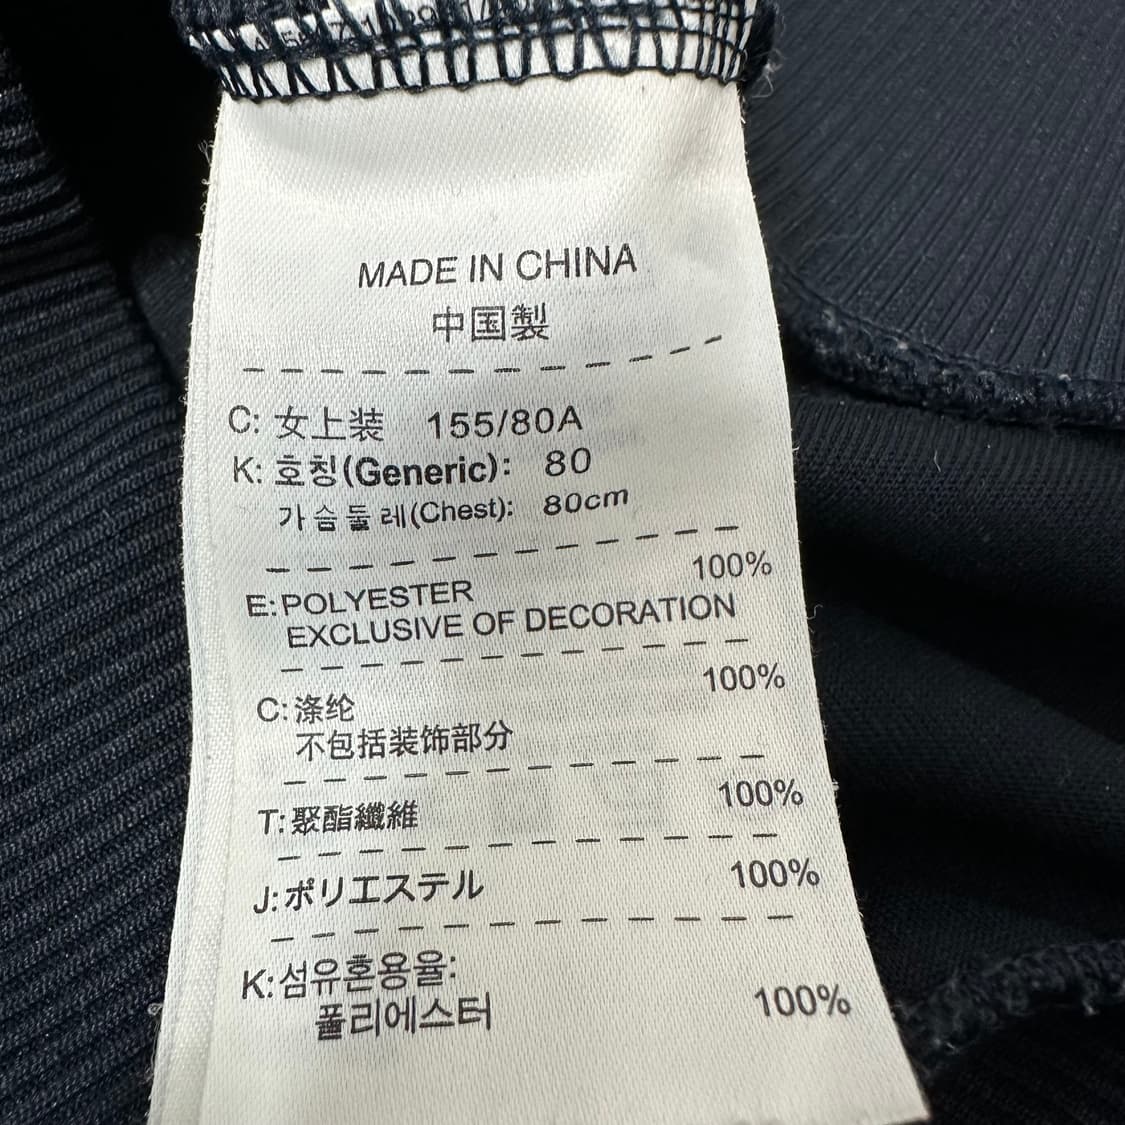 MADE IN CHINA
中国製
C: 女上装 155/80A
K: 호칭(Generic): 80
가슴둘레(Chest): 80cm
100%
E:POLYESTER
EXCLUSIVE OF DECORATION
100%
C:涤纶
不包括装饰部分
T:聚酯纖維 100%
J:ポリエステル 100%
K:섬유혼용율:
폴리에스터 100%